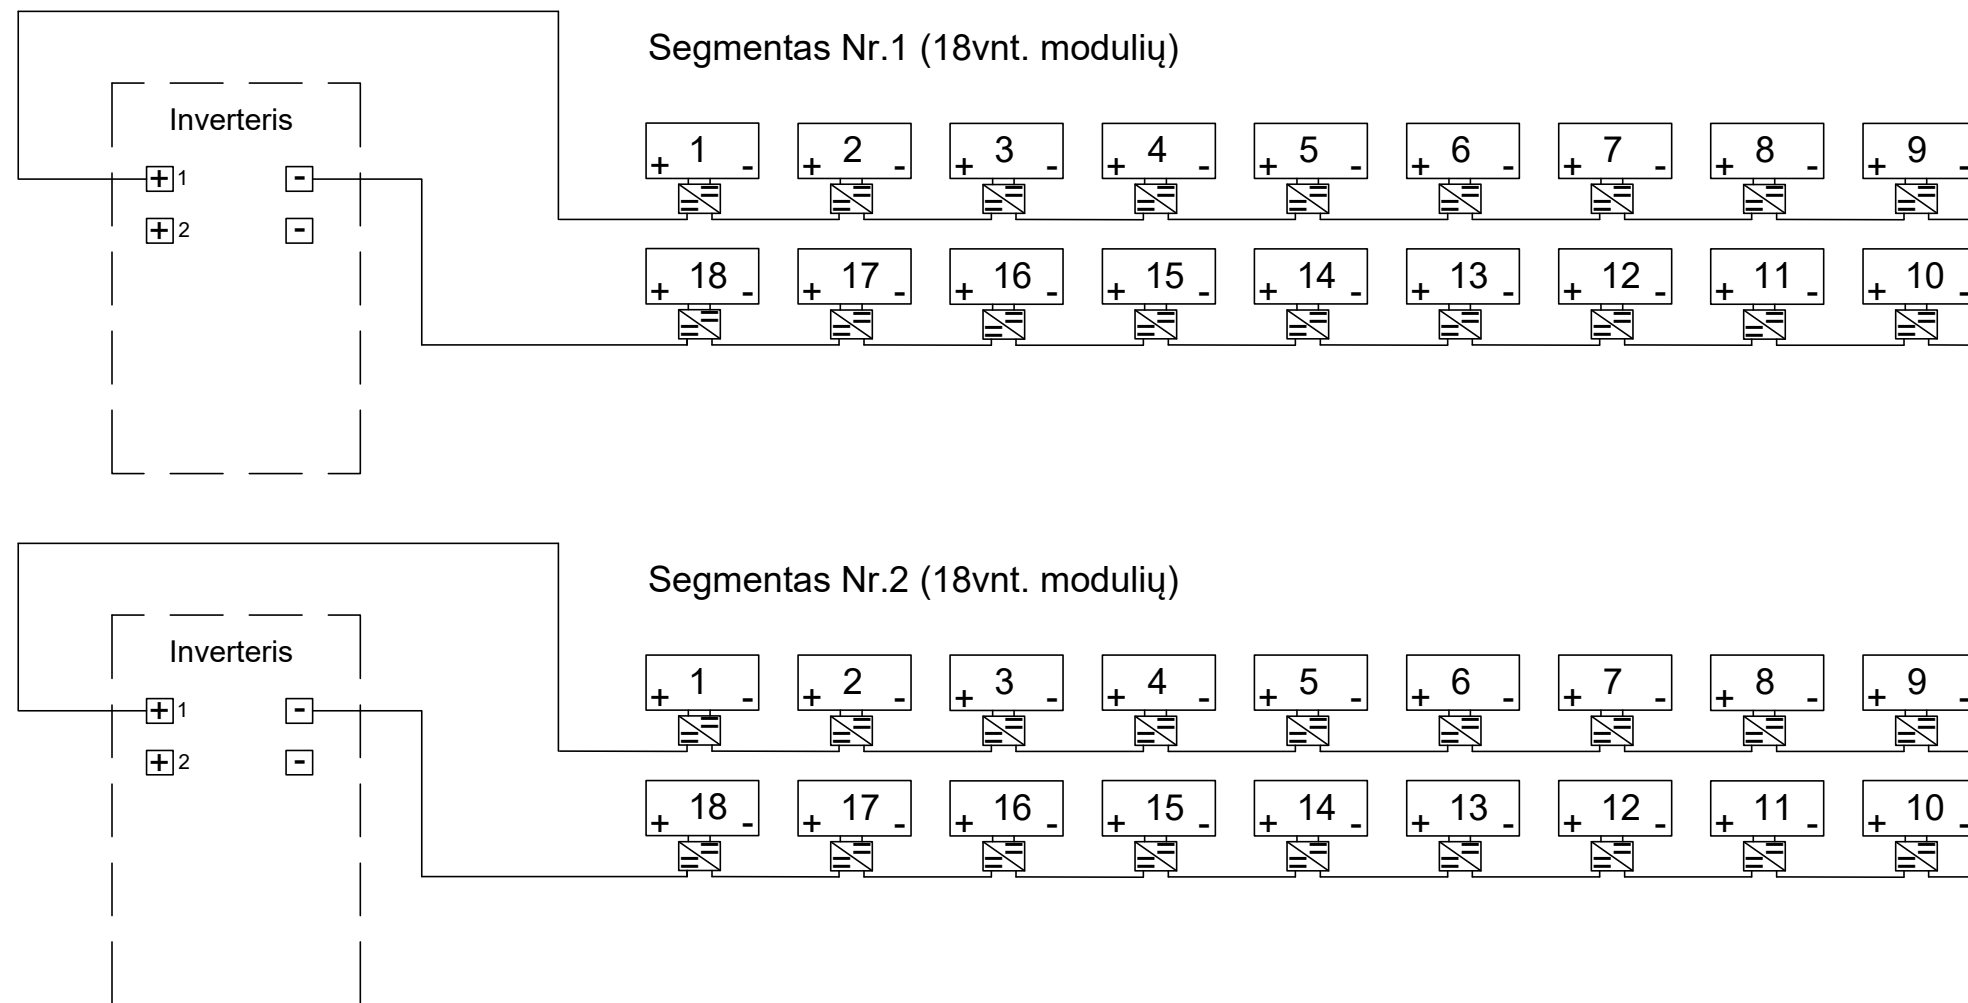 Segmentas Nr.1 (18vnt. modulių)
Inverteris
+ 1 -
+ 2 -
+ 1 - + 2 - + 3 - + 4 - + 5 - + 6 - + 7 - + 8 - + 9 -
+ 18 - + 17 - + 16 - + 15 - + 14 - + 13 - + 12 - + 11 - + 10 -
Segmentas Nr.2 (18vnt. modulių)
Inverteris
+ 1 -
+ 2 -
+ 1 - + 2 - + 3 - + 4 - + 5 - + 6 - + 7 - + 8 - + 9 -
+ 18 - + 17 - + 16 - + 15 - + 14 - + 13 - + 12 - + 11 - + 10 -